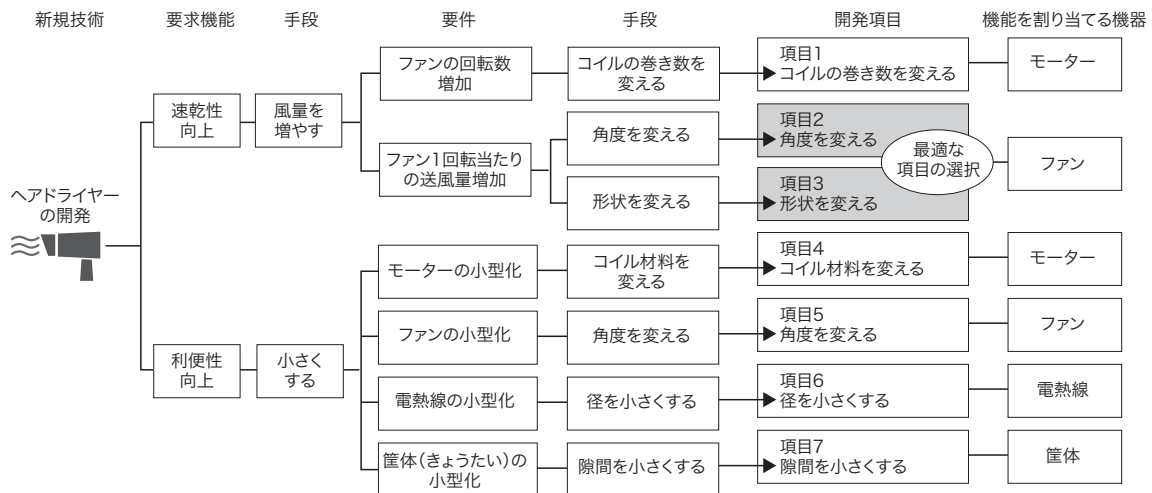 新規技術
要求機能
手段
要件
手段
開発項目
機能を割り当てる機器
ヘアドライヤー
の開発
速乾性
向上
風量を
増やす
ファンの回転数
増加
コイルの巻き数を
変える
項目1
コイルの巻き数を変える
モーター
ファン1回転当たり
の送風量増加
角度を変える
項目2
角度を変える
形状を変える
項目3
形状を変える
最適な
項目の選択
ファン
利便性
向上
小さく
する
モーターの小型化
コイル材料を
変える
項目4
コイル材料を変える
モーター
ファンの小型化
角度を変える
項目5
角度を変える
ファン
電熱線の小型化
径を小さくする
項目6
径を小さくする
電熱線
筐体(きょうたい)の
小型化
隙間を小さくする
項目7
隙間を小さくする
筐体